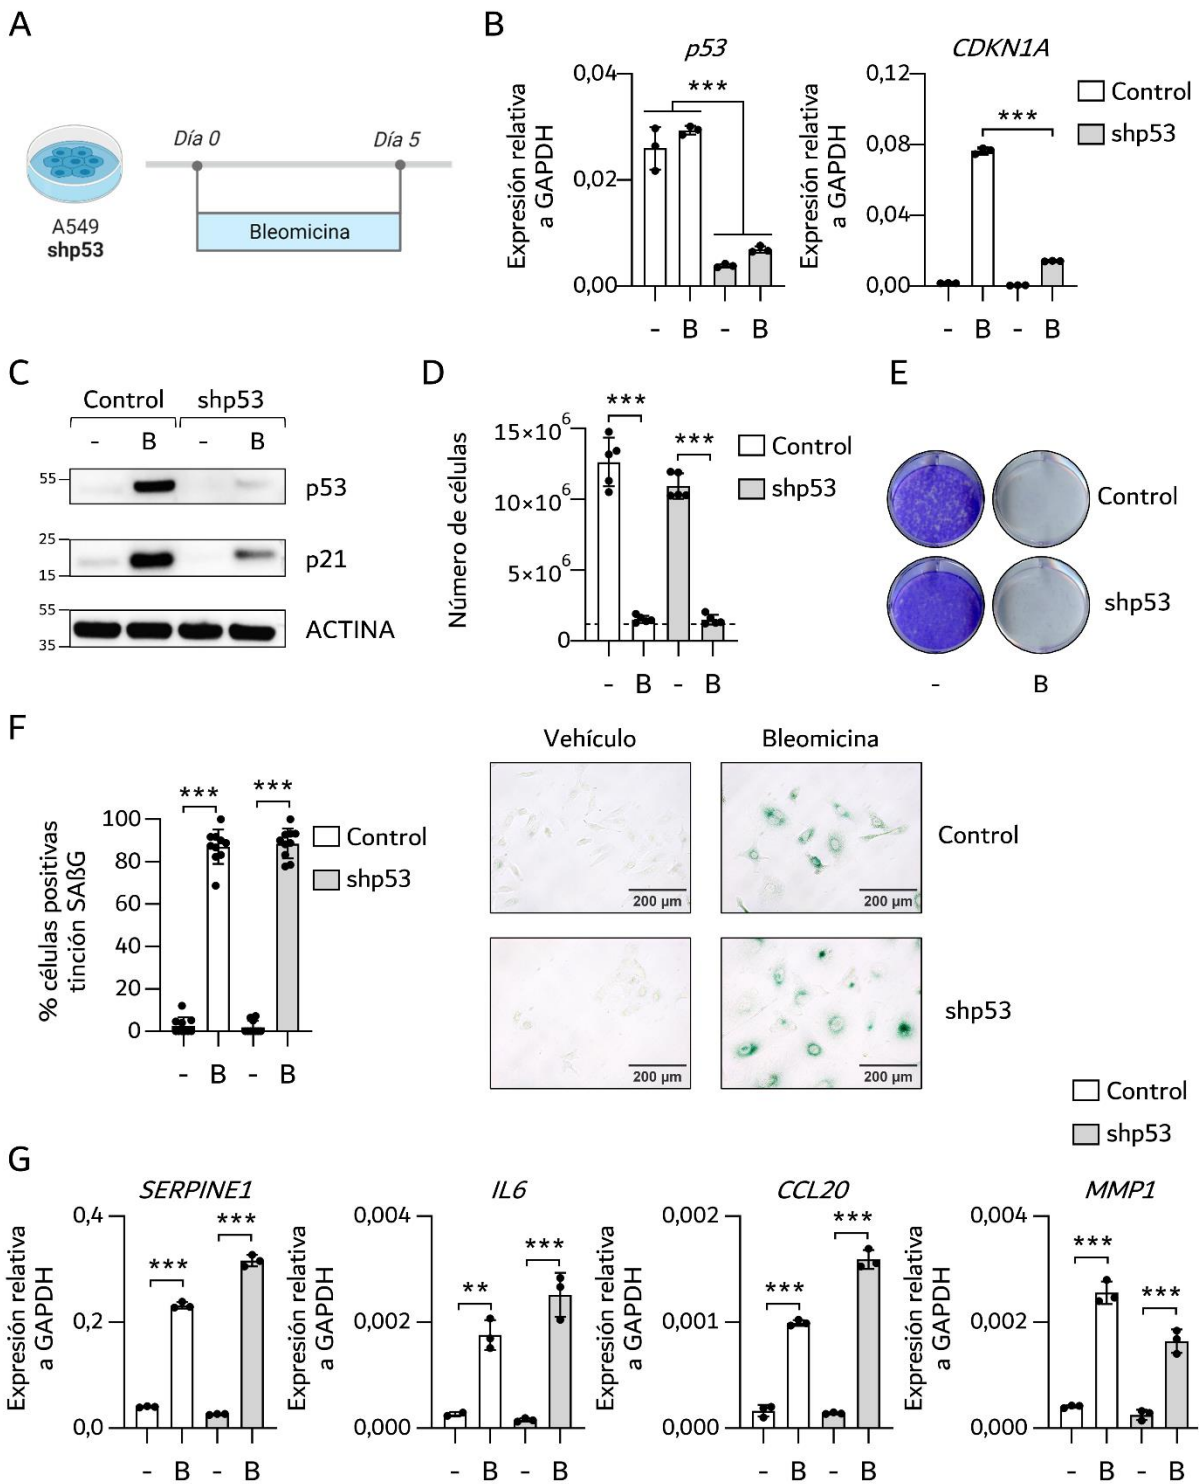 A
Día 0
Día 5
Bleomicina
A549
shp53
B
p53
Expresión relativa
a GAPDH
0,04
0,02
0,00
***
- B - B
CDKN1A
Expresión relativa
a GAPDH
0,12
0,08
0,04
0,00
***
- B - B
Control
shp53
C
Control shp53
- B - B
55
p53
25
15
p21
55
35
ACTINA
D
Número de células
15×10⁶
10×10⁶
5×10⁶
0
***
***
- B - B
Control
shp53
E
Control
shp53
- B
F
% células positivas
tinción SAßG
100
80
60
40
20
0
***
***
- B - B
Control
shp53
Vehículo Bleomicina
Control
200 µm
200 µm
shp53
200 µm
200 µm
Control
shp53
G
SERPINE1
Expresión relativa
a GAPDH
0,4
0,2
0,0
***
***
- B - B
IL6
Expresión relativa
a GAPDH
0,004
0,002
0,000
**
***
- B - B
CCL20
Expresión relativa
a GAPDH
0,002
0,001
0,000
***
***
- B - B
MMP1
Expresión relativa
a GAPDH
0,004
0,002
0,000
***
***
- B - B